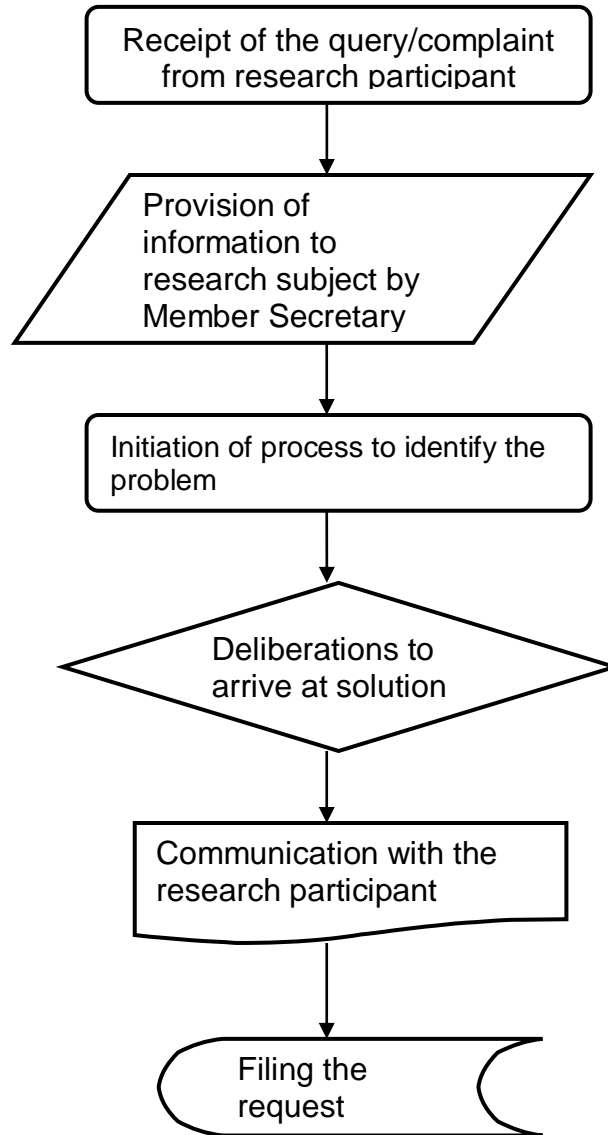 Receipt of the query/complaint
from research participant
Provision of
information to
research subject by
Member Secretary
Initiation of process to identify the
problem
Deliberations to
arrive at solution
Communication with the
research participant
Filing the
request